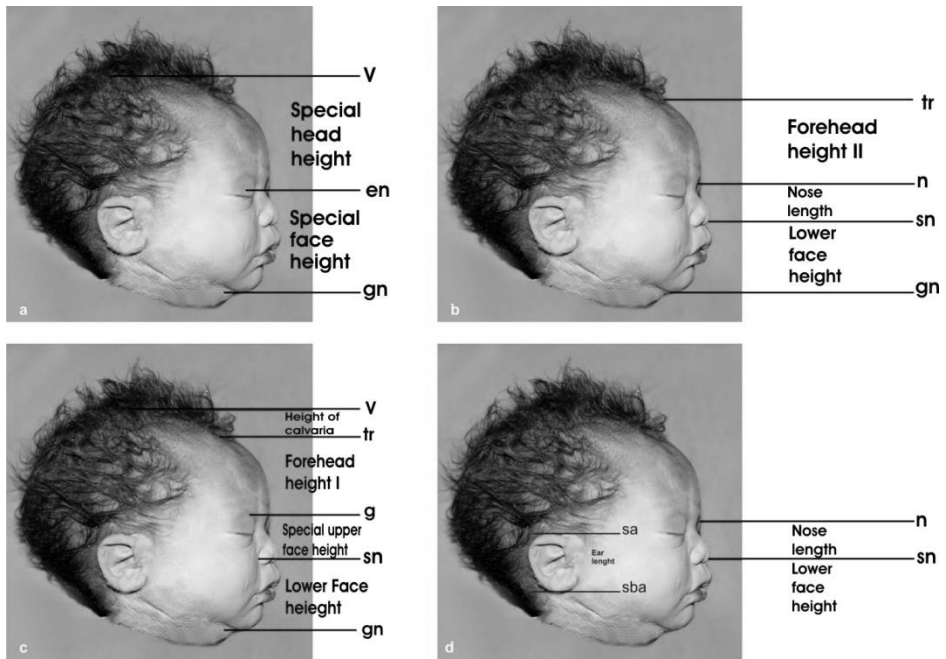 V
Special
head
height
en
Special
face
height
gn
a
tr
Forehead
height II
n
Nose
length
sn
Lower
face
height
gn
b
V
Height of
calvaria
tr
Forehead
height I
g
Special upper
face height
sn
Lower Face
heieght
gn
c
sa
Ear
lenght
sba
n
Nose
length
sn
Lower
face
height
d